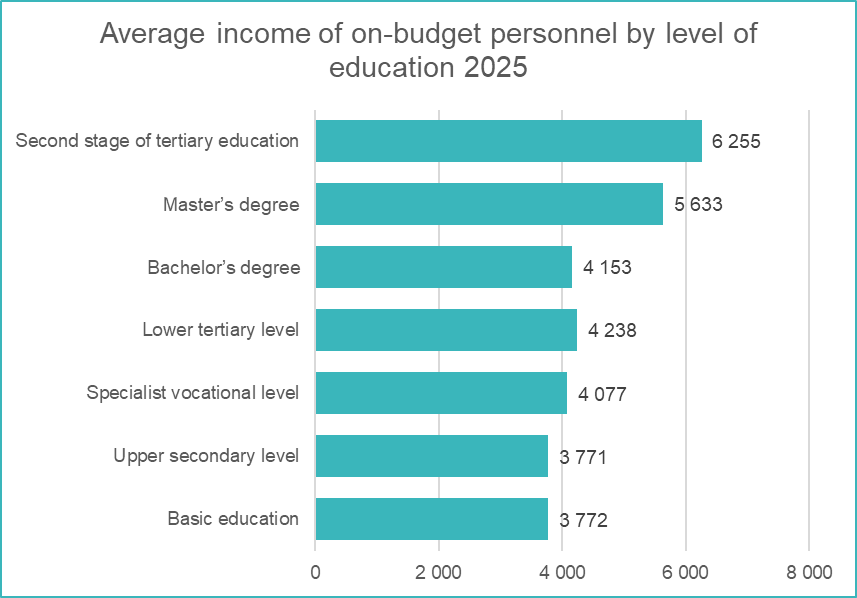 Average income of on-budget personnel by level of
education 2025
Second stage of tertiary education 6 255
Master’s degree 5 633
Bachelor’s degree 4 153
Lower tertiary level 4 238
Specialist vocational level 4 077
Upper secondary level 3 771
Basic education 3 772
0 2 000 4 000 6 000 8 000